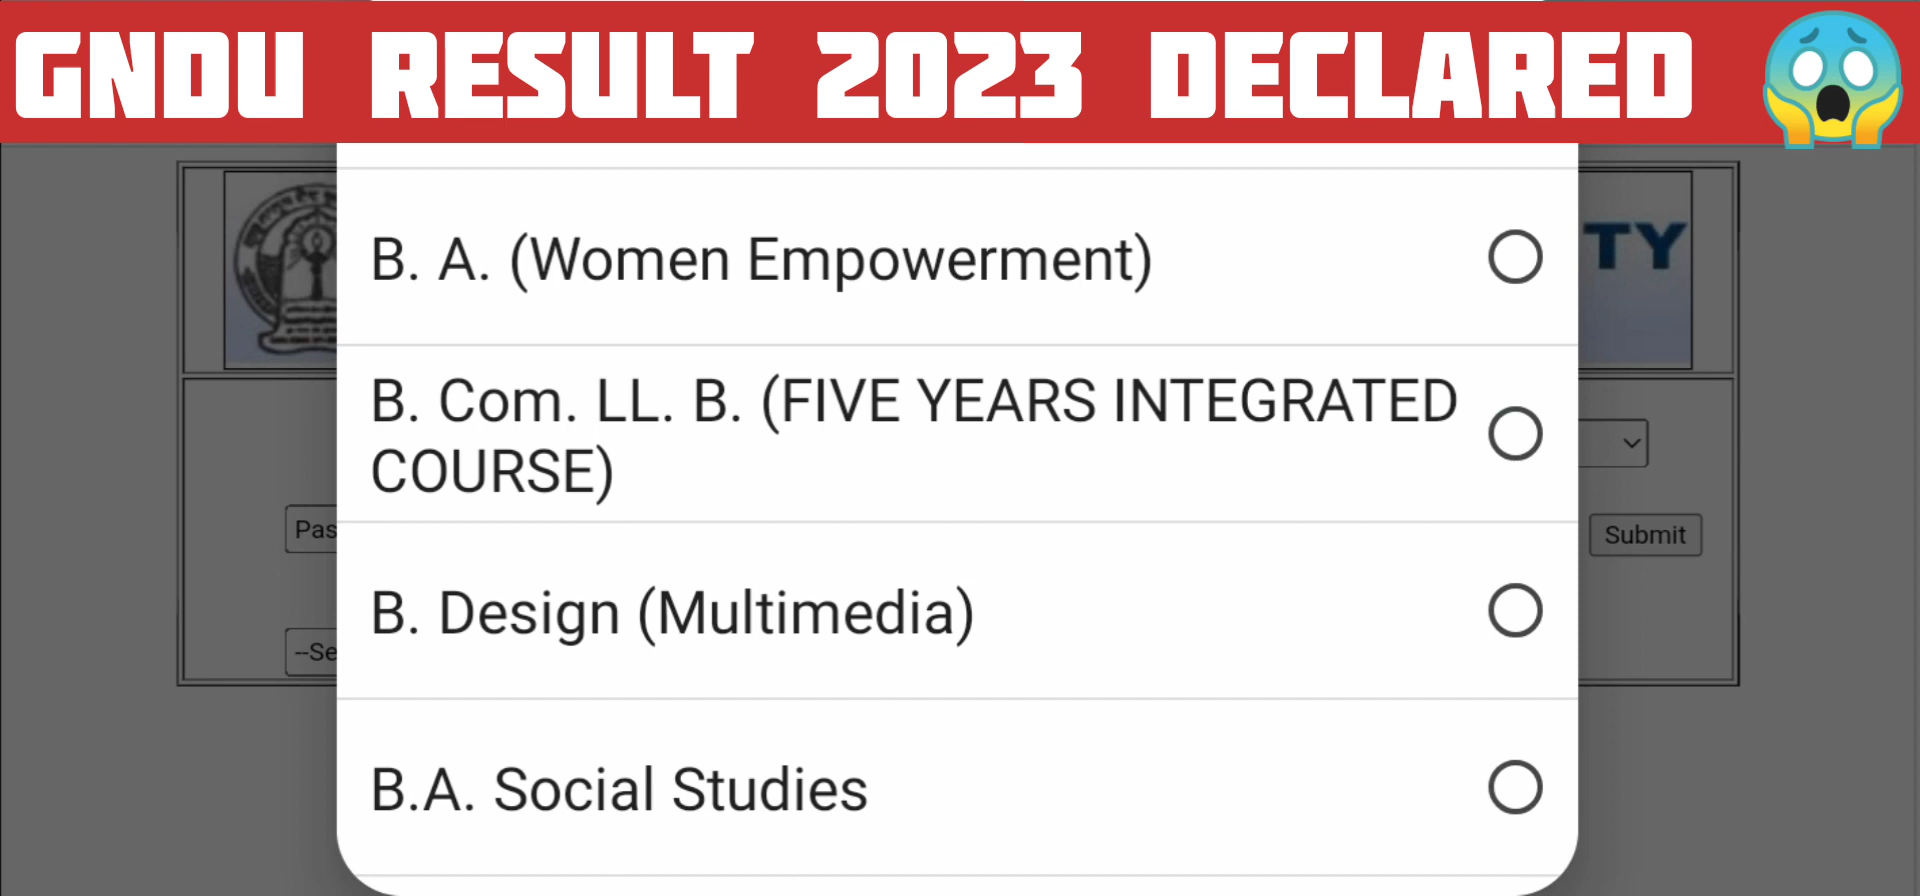 GNDU RESULT 2023 DECLARED
TY
B. A. (Women Empowerment)
B. Com. LL. B. (FIVE YEARS INTEGRATED
COURSE)
Pas
Submit
B. Design (Multimedia)
--Se
B.A. Social Studies